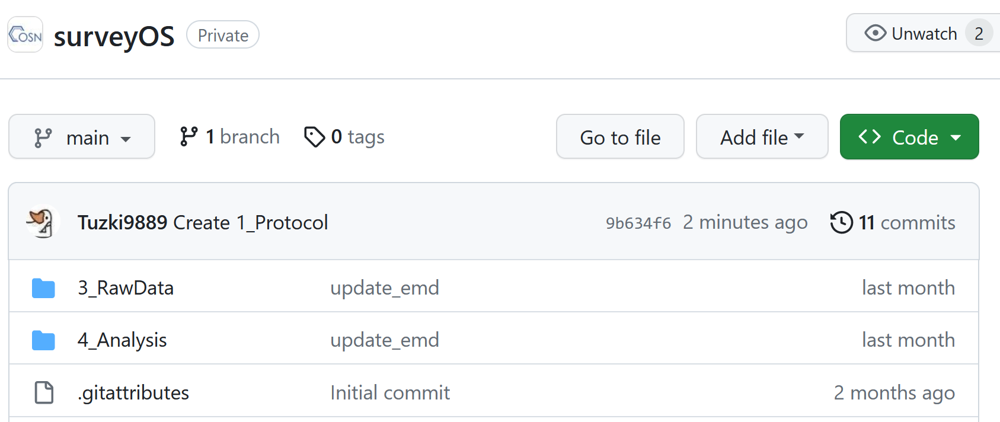 COSN surveyOS Private Unwatch 2
main 1 branch 0 tags Go to file Add file <> Code
Tuzki9889 Create 1_Protocol 9b634f6 2 minutes ago 11 commits
3_RawData update_emd last month
4_Analysis update_emd last month
.gitattributes Initial commit 2 months ago